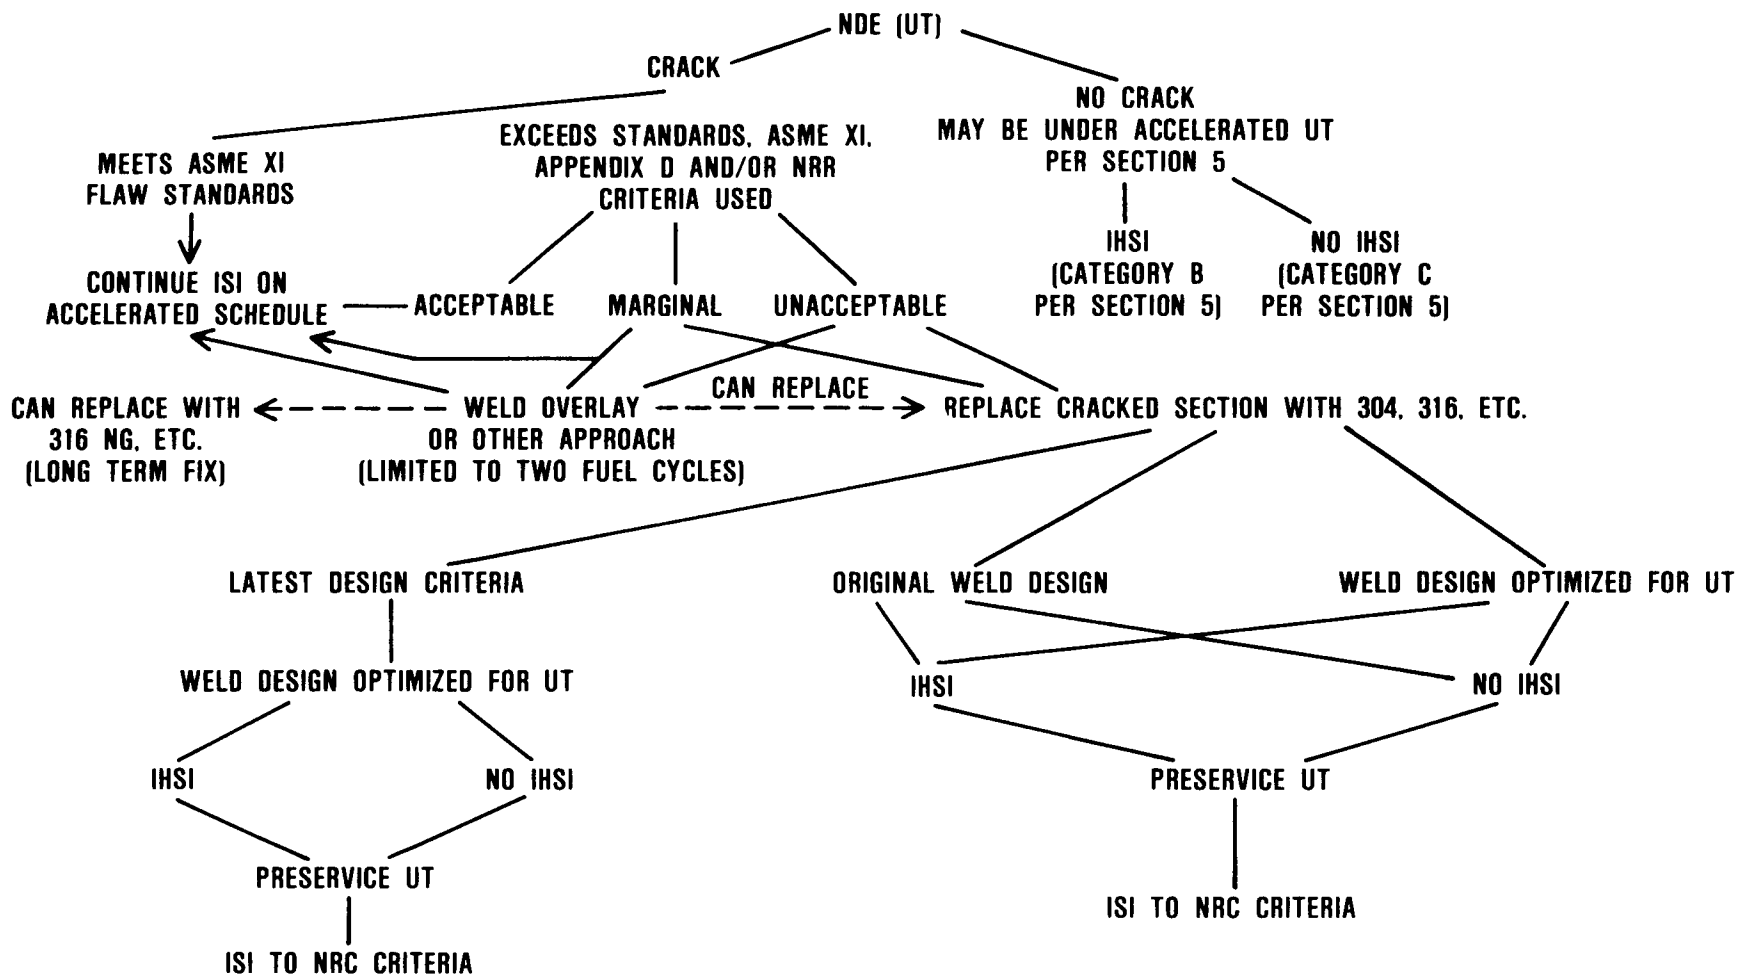 NDE (UT)
CRACK
NO CRACK
MAY BE UNDER ACCELERATED UT
PER SECTION 5
EXCEEDS STANDARDS, ASME XI,
APPENDIX D AND/OR NRR
CRITERIA USED
MEETS ASME XI
FLAW STANDARDS
IHSI
(CATEGORY B
PER SECTION 5)
NO IHSI
(CATEGORY C
PER SECTION 5)
CONTINUE ISI ON
ACCELERATED SCHEDULE
ACCEPTABLE
MARGINAL
UNACCEPTABLE
CAN REPLACE WITH
316 NG, ETC.
(LONG TERM FIX)
WELD OVERLAY
OR OTHER APPROACH
(LIMITED TO TWO FUEL CYCLES)
CAN REPLACE
REPLACE CRACKED SECTION WITH 304, 316, ETC.
LATEST DESIGN CRITERIA
ORIGINAL WELD DESIGN
WELD DESIGN OPTIMIZED FOR UT
WELD DESIGN OPTIMIZED FOR UT
IHSI
NO IHSI
IHSI
NO IHSI
PRESERVICE UT
PRESERVICE UT
ISI TO NRC CRITERIA
ISI TO NRC CRITERIA